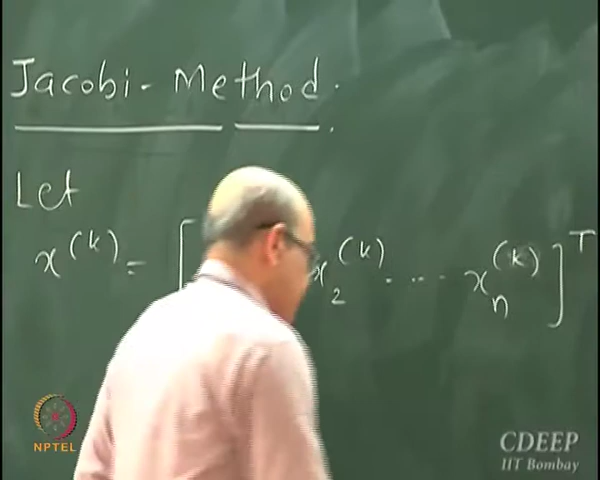 Jacobi - Method.
Let
x^(k) = [ x_2^(k) . ... x_n^(k) ]^T
NPTEL
CDEEP
IIT Bombay